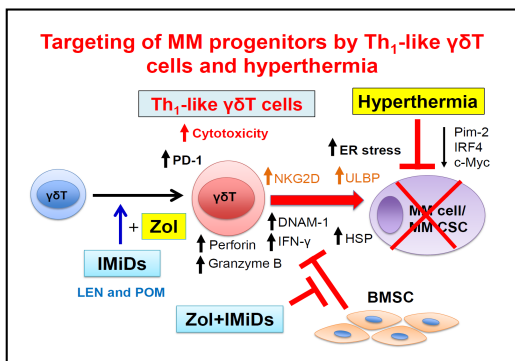 Targeting of MM progenitors by Th₁-like γδT
cells and hyperthermia
Th₁-like γδT cells
Hyperthermia
Cytotoxicity
PD-1
ER stress
Pim-2
IRF4
c-Myc
NKG2D
ULBP
γδT
γδT
MM cell/
MM CSC
+ Zol
DNAM-1
IFN-γ
HSP
Perforin
Granzyme B
IMiDs
LEN and POM
Zol+IMiDs
BMSC